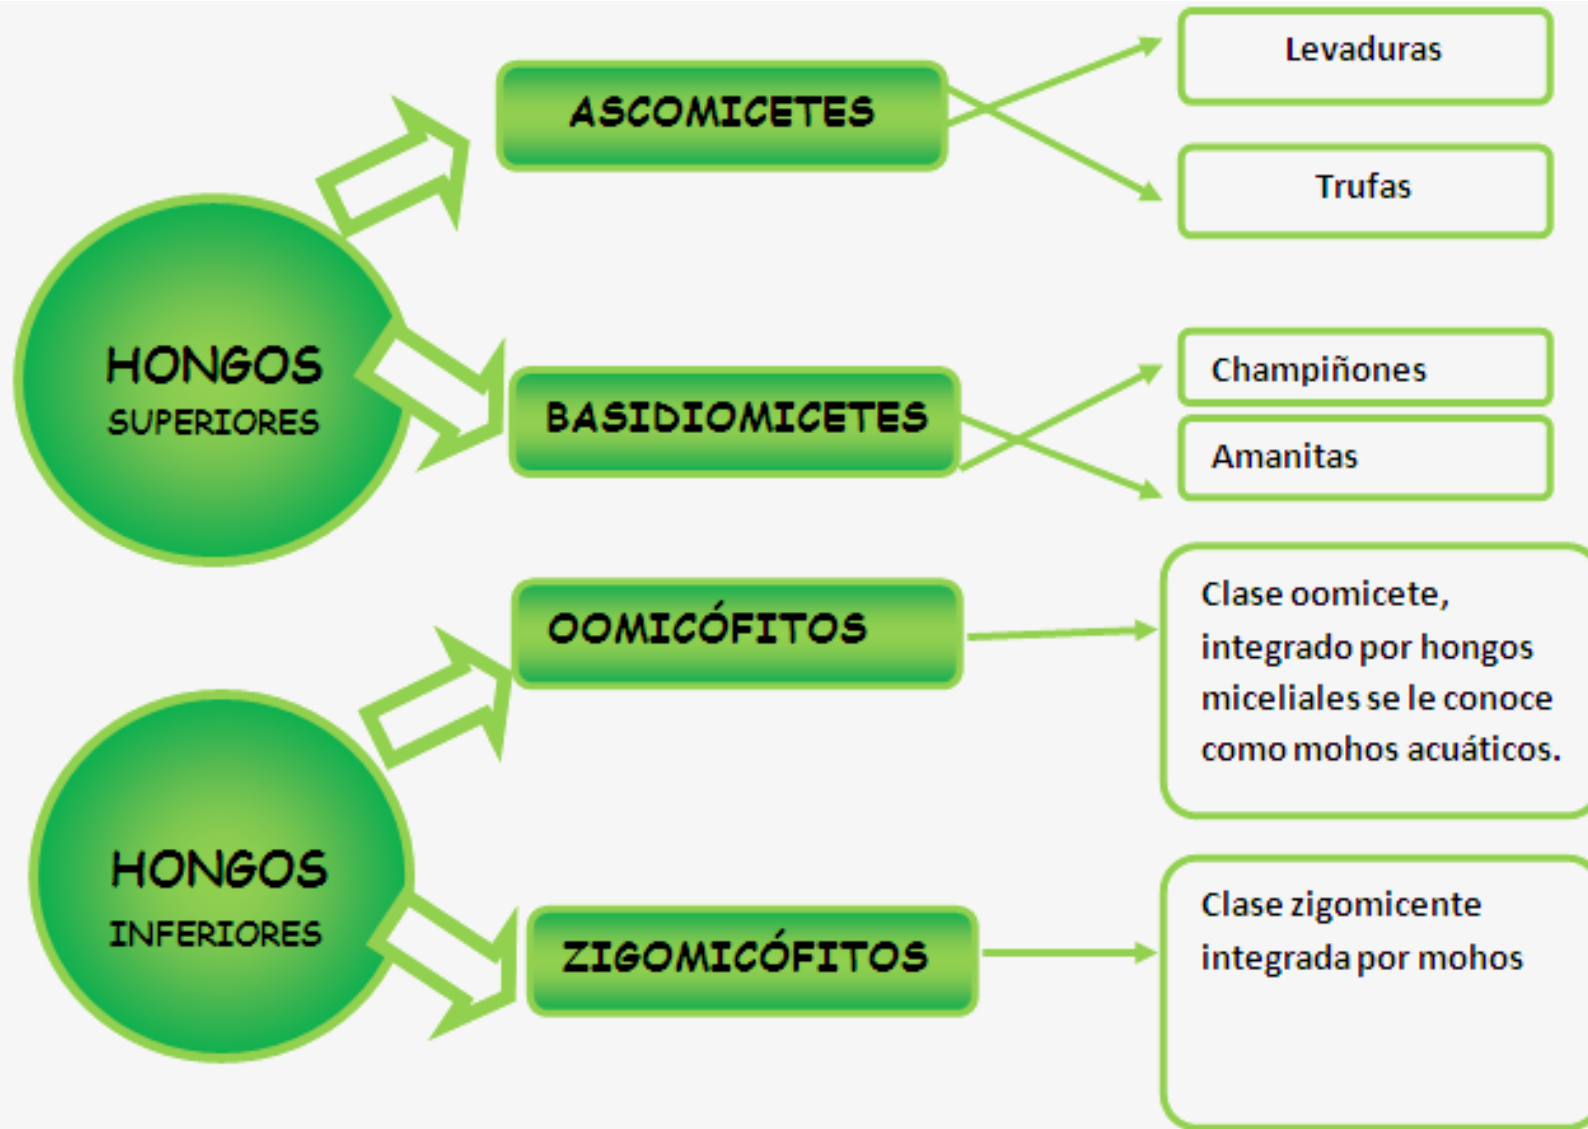 HONGOS
SUPERIORES
ASCOMICETES
Levaduras
Trufas
BASIDIOMICETES
Champiñones
Amanitas
HONGOS
INFERIORES
OOMICÓFITOS
Clase oomicete,
integrado por hongos
miceliales se le conoce
como mohos acuáticos.
ZIGOMICÓFITOS
Clase zigomicente
integrada por mohos